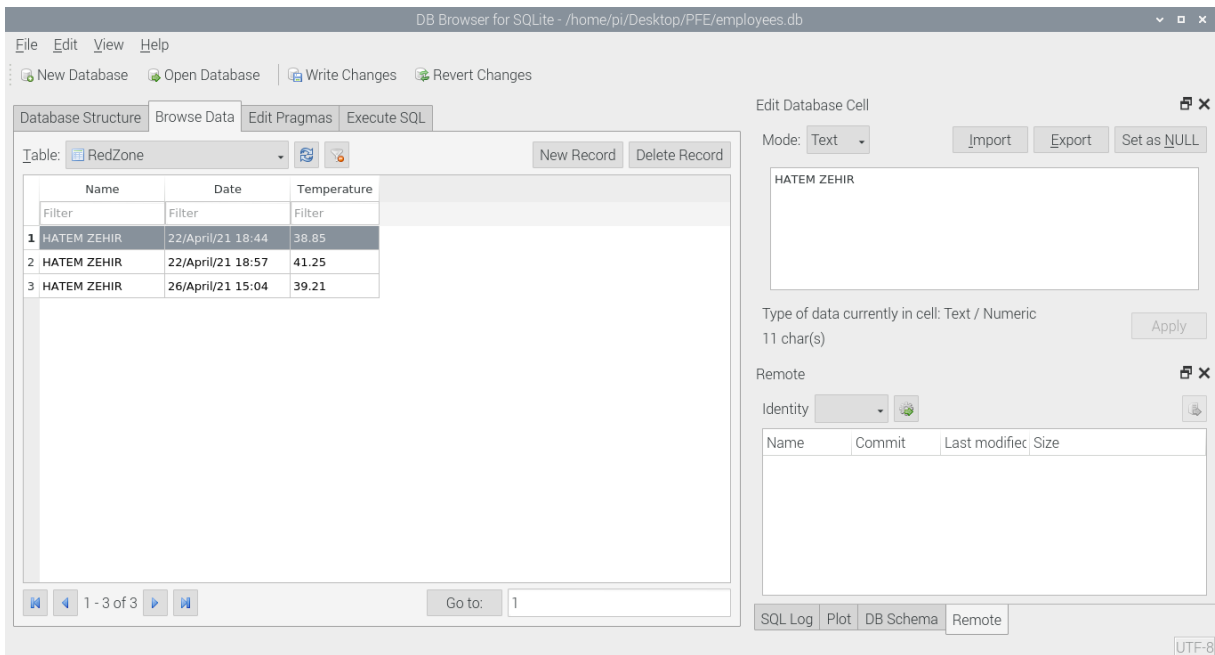 DB Browser for SQLite - /home/pi/Desktop/PFE/employees.db
File Edit View Help
New Database Open Database Write Changes Revert Changes
Database Structure Browse Data Edit Pragmas Execute SQL
Table: RedZone New Record Delete Record
Name Date Temperature
Filter Filter Filter
1 HATEM ZEHIR 22/April/21 18:44 38.85
2 HATEM ZEHIR 22/April/21 18:57 41.25
3 HATEM ZEHIR 26/April/21 15:04 39.21
1 - 3 of 3 Go to: 1
Edit Database Cell
Mode: Text Import Export Set as NULL
HATEM ZEHIR
Type of data currently in cell: Text / Numeric
11 char(s)
Apply
Remote
Identity
Name Commit Last modified Size
SQL Log Plot DB Schema Remote
UTF-8